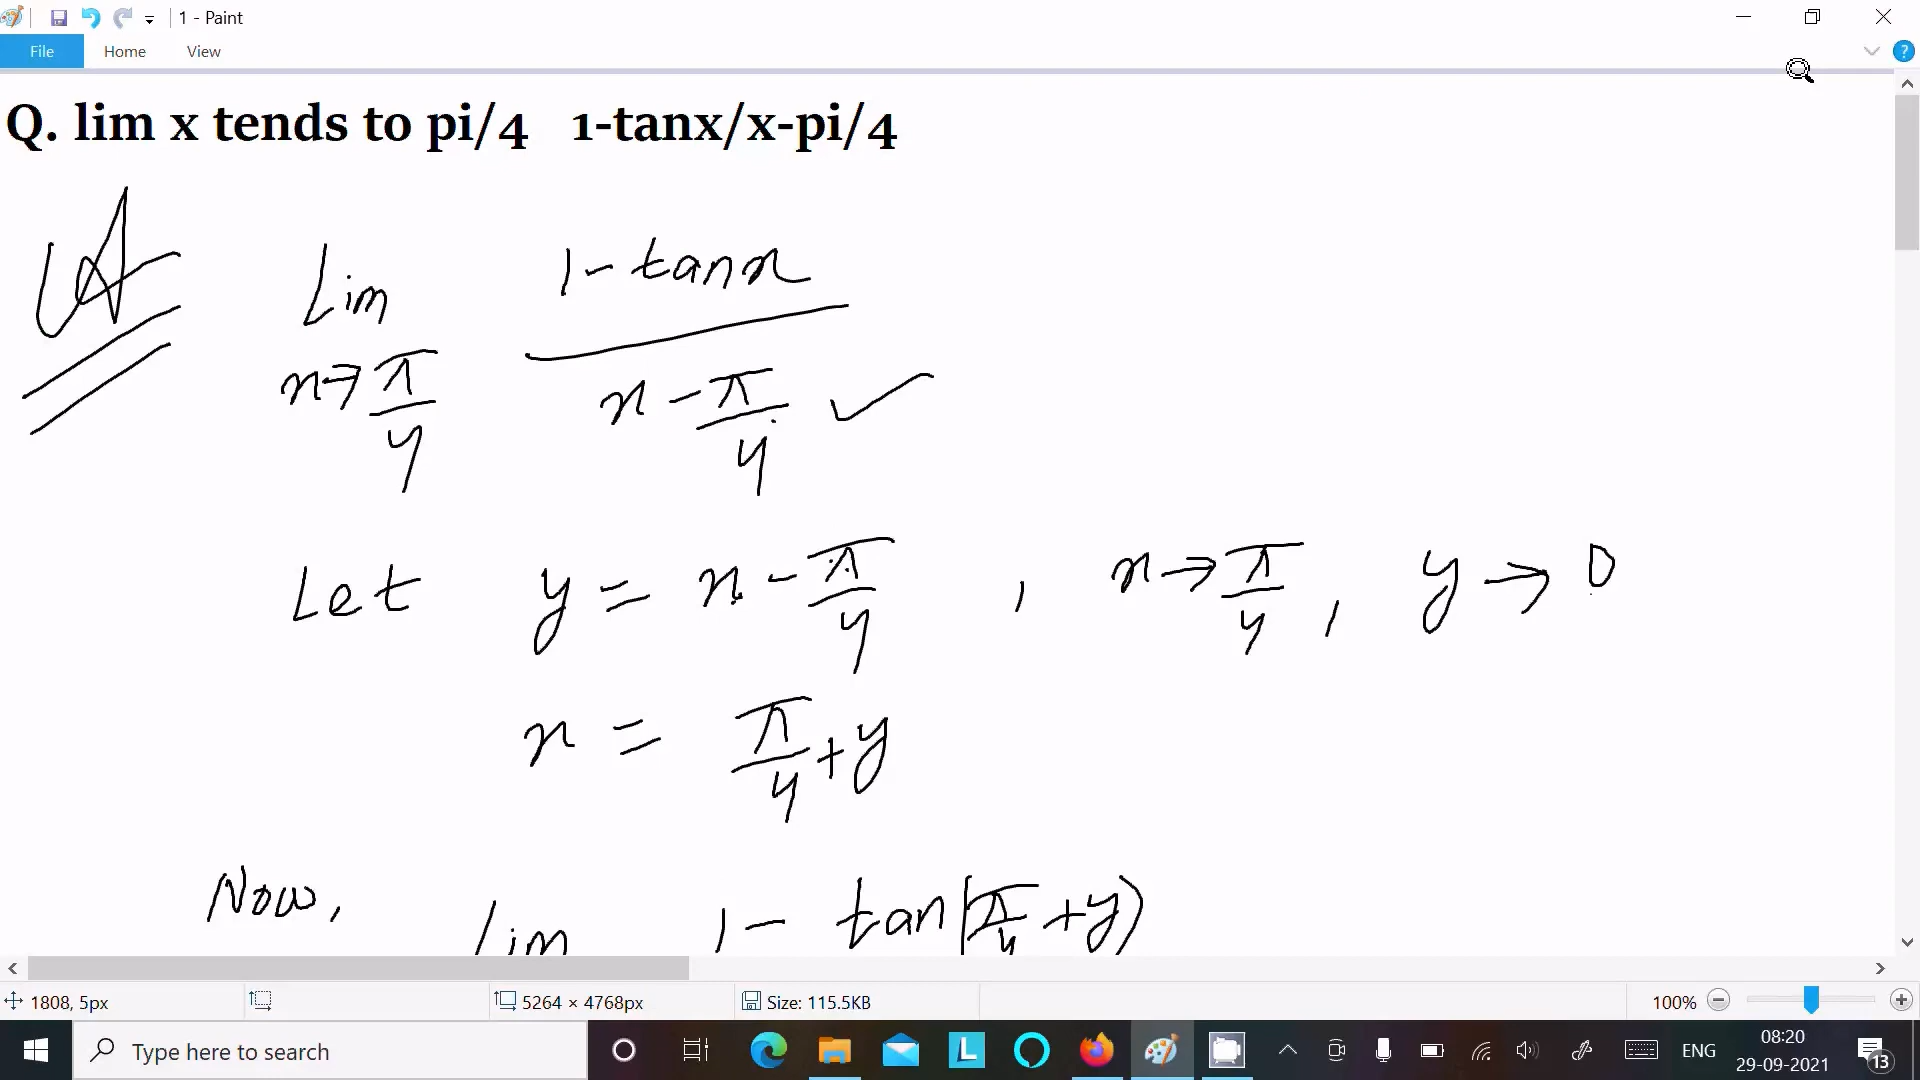 1 - Paint
File Home View
Q. lim x tends to pi/4 1-tanx/x-pi/4
Lim 1 - tanx
x→π/4 x - π/4 ✓
Let y = x - π/4 , x→π/4 , y → 0
x = π/4 + y
Now,
Lim 1 - tan(π/4 + y)
1808, 5px 5264 × 4768px Size: 115.5KB 100%
Type here to search
L
ENG
08:20
29-09-2021
13